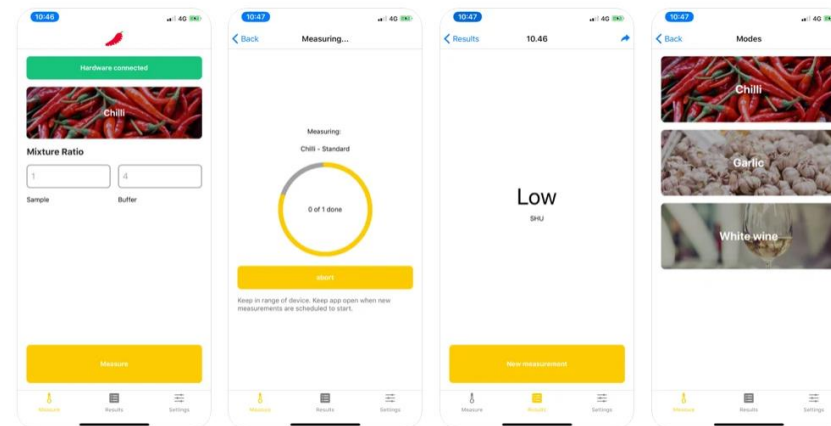 10:46
4G
Hardware connected
Chilli
Mixture Ratio
1
4
Sample
Buffer
Measure
Measure
Results
Settings
10:47
4G
Back
Measuring...
Measuring:
Chilli - Standard
0 of 1 done
Keep in range of device. Keep app open when new
measurements are scheduled to start.
Measure
Results
Settings
10:47
4G
Results
10.46
Low
SHU
New measurement
Measure
Results
Settings
10:47
4G
Back
Modes
Chilli
Garlic
White wine
Measure
Results
Settings